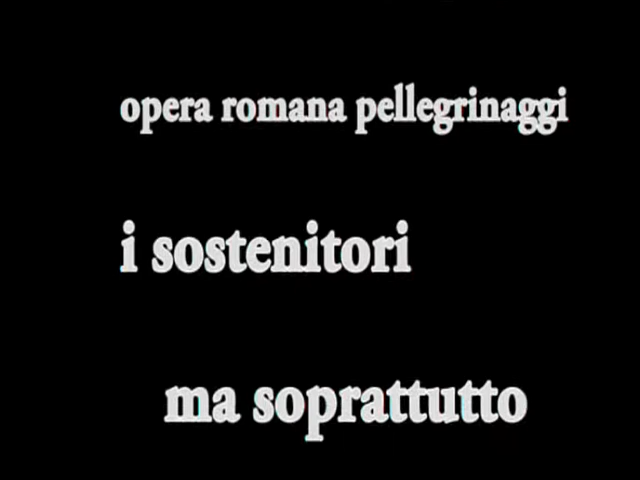 opera romana pellegrinaggi
i sostenitori
ma soprattutto